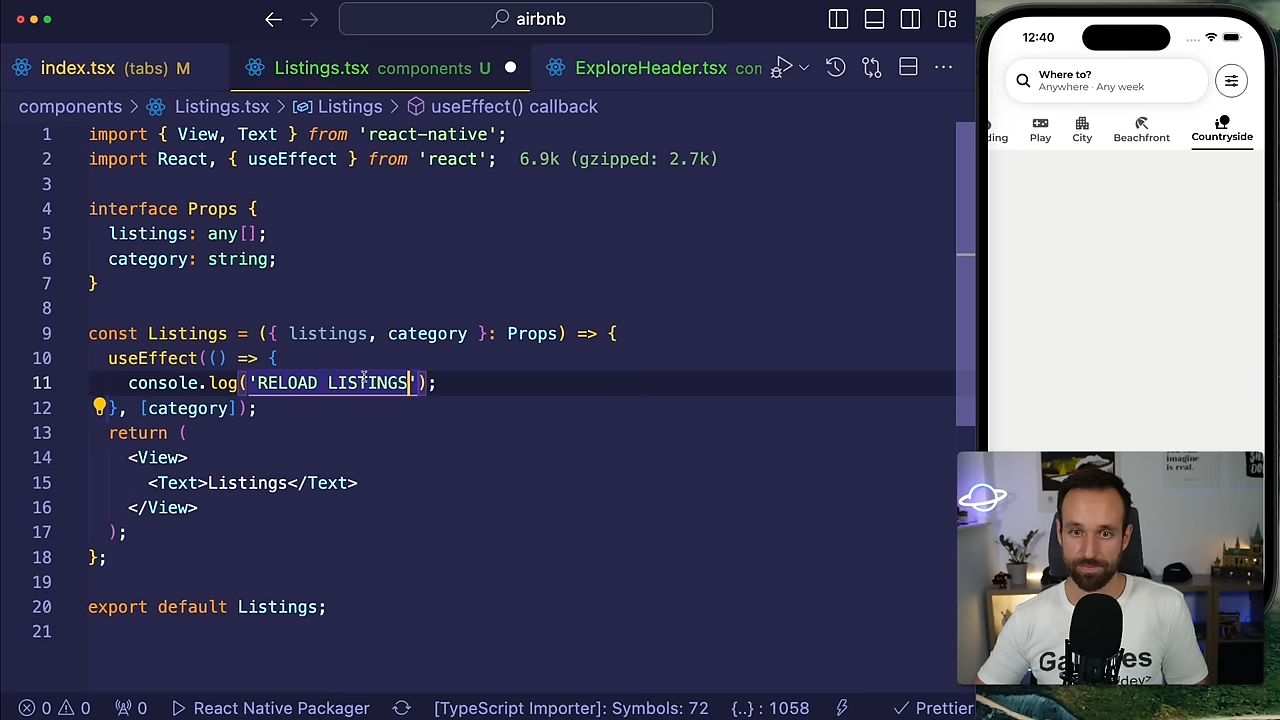 airbnb
index.tsx (tabs) M
Listings.tsx components U
ExploreHeader.tsx con
components > Listings.tsx > Listings > useEffect() callback
1 import { View, Text } from 'react-native';
2 import React, { useEffect } from 'react'; 6.9k (gzipped: 2.7k)
3
4 interface Props {
5 listings: any[];
6 category: string;
7 }
8
9 const Listings = ({ listings, category }: Props) => {
10 useEffect(() => {
11 console.log('RELOAD LISTINGS');
12 }, [category]);
13 return (
14 <View>
15 <Text>Listings</Text>
16 </View>
17 );
18 };
19
20 export default Listings;
21
0 0 0 React Native Packager [TypeScript Importer]: Symbols: 72 {..} : 1058 Prettier
12:40
Where to?
Anywhere · Any week
ding Play City Beachfront Countryside
imagine
is real.